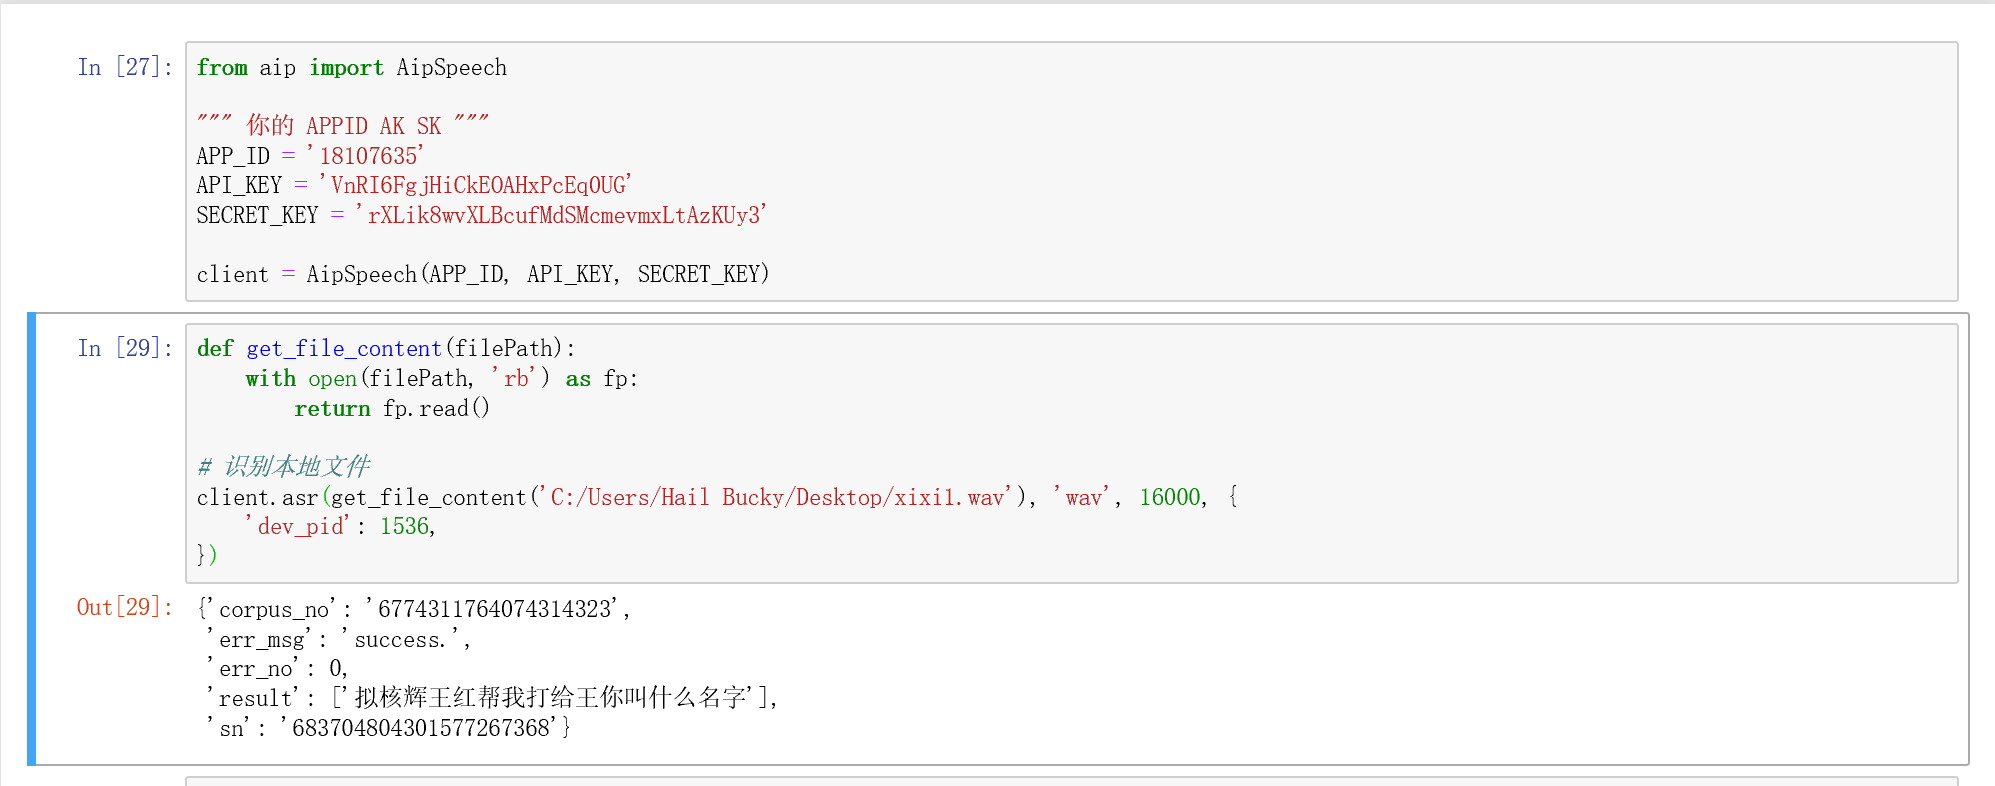 In [27]:
from aip import AipSpeech
""" 你的 APPID AK SK """
APP_ID = '18107635'
API_KEY = 'VnRI6FgjHiCkEOAHxPcEq0UG'
SECRET_KEY = 'rXLik8wvXLBcufMdSMcmevmxLtAzKUy3'
client = AipSpeech(APP_ID, API_KEY, SECRET_KEY)
In [29]:
def get_file_content(filePath):
    with open(filePath, 'rb') as fp:
        return fp.read()
# 识别本地文件
client.asr(get_file_content('C:/Users/Hail Bucky/Desktop/xixi1.wav'), 'wav', 16000, {
    'dev_pid': 1536,
})
Out[29]:
{'corpus_no': '6774311764074314323',
 'err_msg': 'success.',
 'err_no': 0,
 'result': ['拟核辉王红帮我打给王你叫什么名字'],
 'sn': '683704804301577267368'}